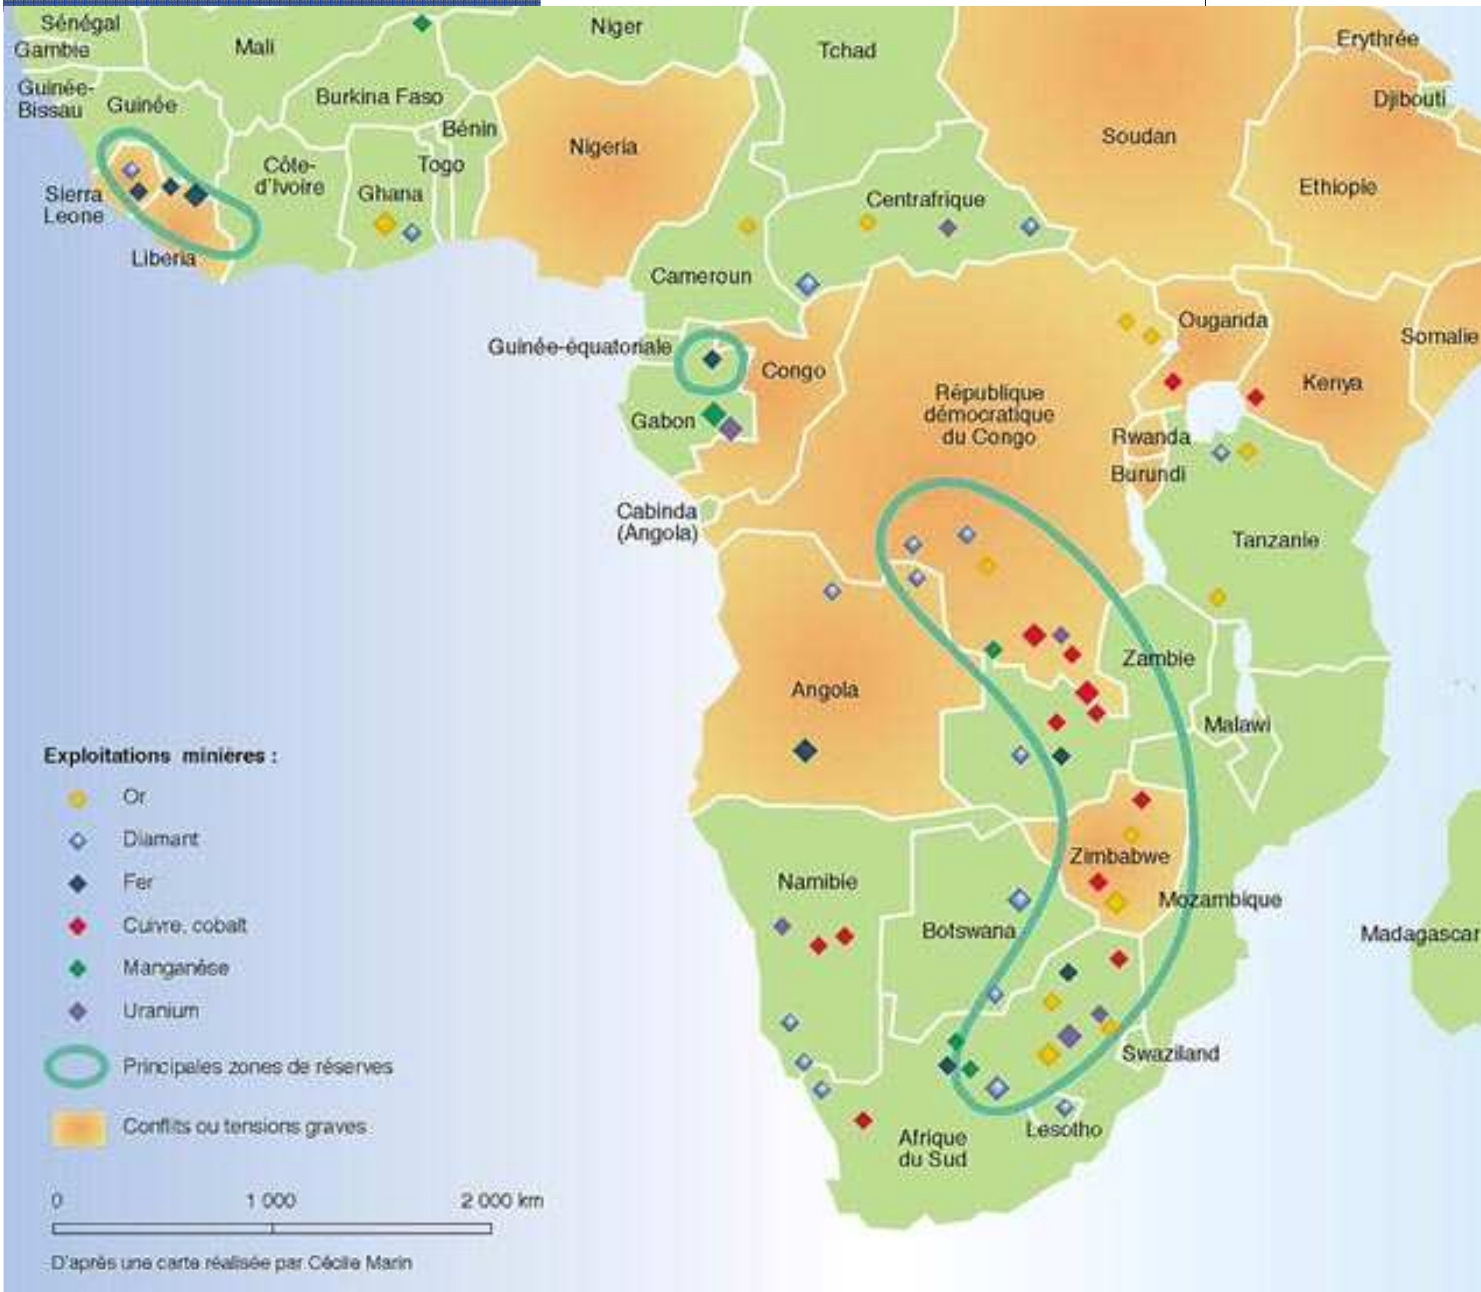 Sénégal
Gambie
Mali
Niger
Tchad
Erythrée
Guinée-
Bissau
Guinée
Burkina Faso
Djibouti
Bénin
Nigeria
Soudan
Togo
Côte-
d'Ivoire
Ghana
Ethiopie
Sierra
Leone
Centrafrique
Liberia
Cameroun
Ouganda
Somalie
Guinée-équatoriale
Congo
Kenya
République
démocratique
du Congo
Gabon
Rwanda
Burundi
Cabinda
(Angola)
Tanzanie
Zambie
Angola
Malawi
Exploitations minières :
Or
Diamant
Fer
Cuivre, cobalt
Manganèse
Uranium
Principales zones de réserves
Conflits ou tensions graves
Zimbabwe
Namibie
Mozambique
Botswana
Madagascar
Swaziland
Lesotho
Afrique
du Sud
0 1 000 2 000 km
D'après une carte réalisée par Cécile Marin